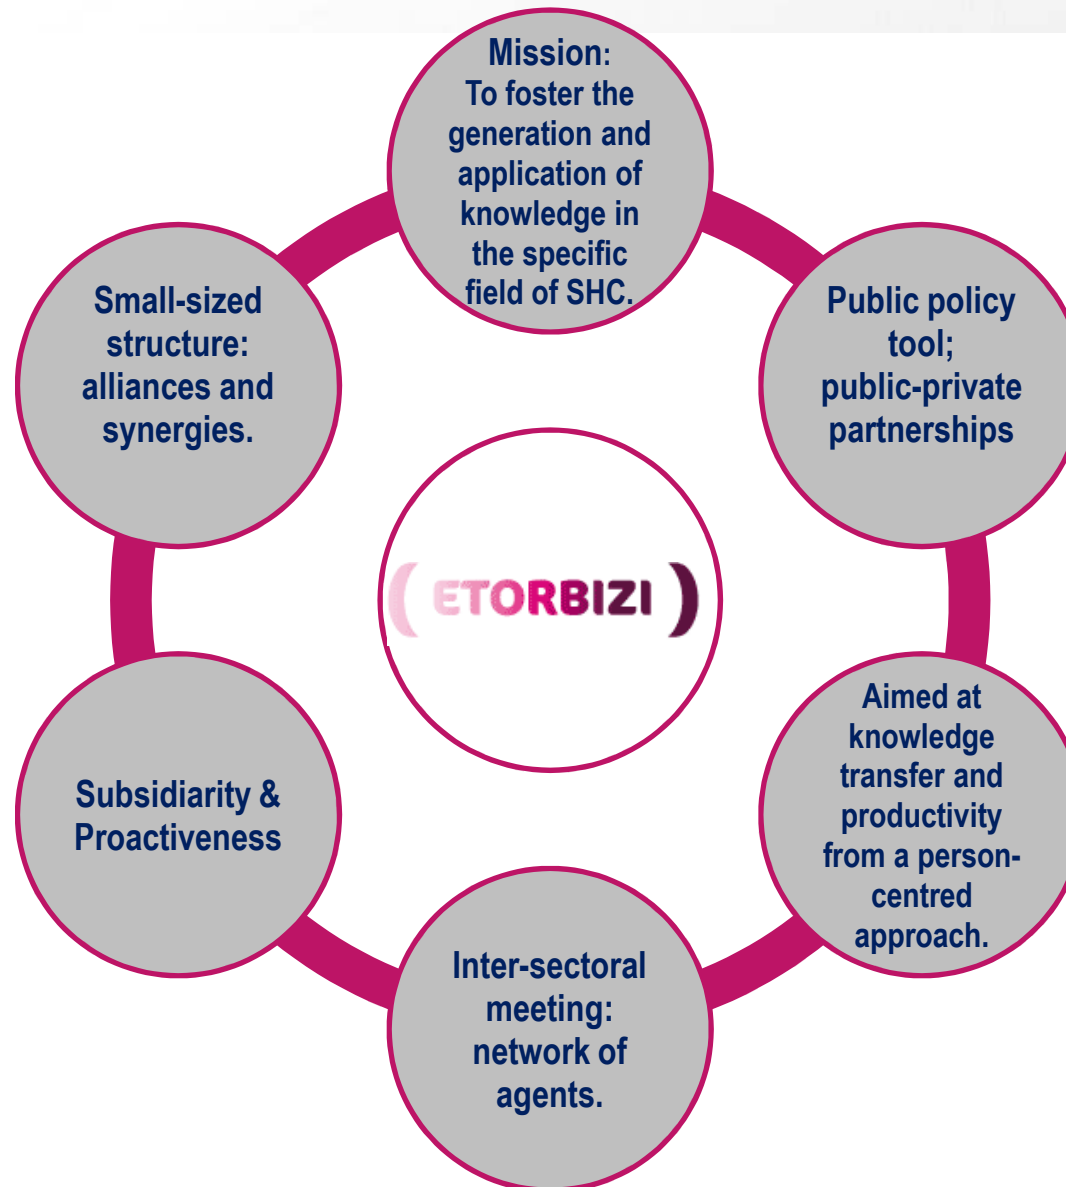 Mission:
To foster the
generation and
application of
knowledge in
the specific
field of SHC.
Small-sized
structure:
alliances and
synergies.
Public policy
tool;
public-private
partnerships
( ETORBIZI )
Subsidiarity &
Proactiveness
Aimed at
knowledge
transfer and
productivity
from a person-
centred
approach.
Inter-sectoral
meeting:
network of
agents.